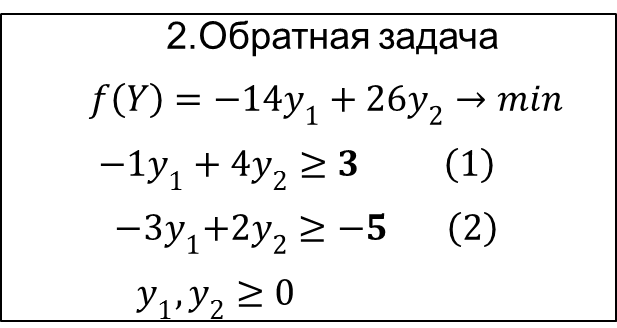 2.Обратная задача
f(Y) = −14y₁ + 26y₂ → min
−1y₁ + 4y₂ ≥ 3 (1)
−3y₁+2y₂ ≥ −5 (2)
y₁, y₂ ≥ 0